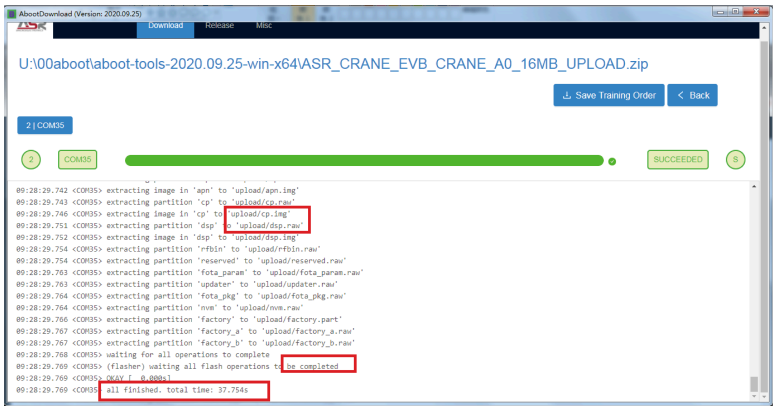 AbootDownload (Version: 2020.09.25)
ASR
Download Release Misc
U:\00aboot\aboot-tools-2020.09.25-win-x64\ASR_CRANE_EVB_CRANE_A0_16MB_UPLOAD.zip
Save Training Order
Back
2 | COM35
2 COM35 SUCCEEDED S
09:28:29.742 <COM35> extracting image in 'apn' to 'upload/apn.img'
09:28:29.743 <COM35> extracting partition 'cp' to 'upload/cp.raw'
09:28:29.746 <COM35> extracting image in 'cp' to 'upload/cp.img'
09:28:29.751 <COM35> extracting partition 'dsp' to 'upload/dsp.raw'
09:28:29.752 <COM35> extracting image in 'dsp' to 'upload/dsp.img'
09:28:29.754 <COM35> extracting partition 'rfbin' to 'upload/rfbin.raw'
09:28:29.754 <COM35> extracting partition 'reserved' to 'upload/reserved.raw'
09:28:29.763 <COM35> extracting partition 'fota_param' to 'upload/fota_param.raw'
09:28:29.763 <COM35> extracting partition 'updater' to 'upload/updater.raw'
09:28:29.764 <COM35> extracting partition 'fota_pkg' to 'upload/fota_pkg.raw'
09:28:29.764 <COM35> extracting partition 'nvm' to 'upload/nvm.raw'
09:28:29.766 <COM35> extracting partition 'factory' to 'upload/factory.part'
09:28:29.767 <COM35> extracting partition 'factory_a' to 'upload/factory_a.raw'
09:28:29.767 <COM35> extracting partition 'factory_b' to 'upload/factory_b.raw'
09:28:29.768 <COM35> waiting for all operations to complete
09:28:29.769 <COM35> (flasher) waiting all flash operations to be completed
09:28:29.769 <COM35> OKAY [ 0.000s]
09:28:29.769 <COM35> all finished. total time: 37.754s